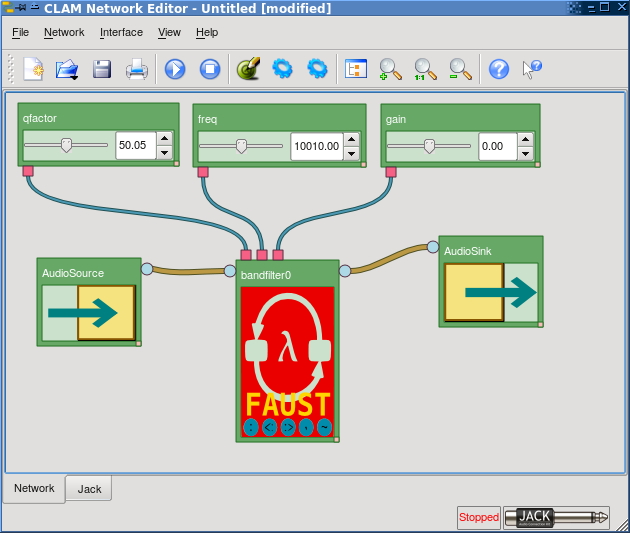 CLAM Network Editor - Untitled [modified]
File Network Interface View Help
qfactor
50.05
freq
10010.00
gain
0.00
AudioSource
bandfilter0
AudioSink
λ
FAUST
: <: :> , ~
Network
Jack
Stopped
JACK